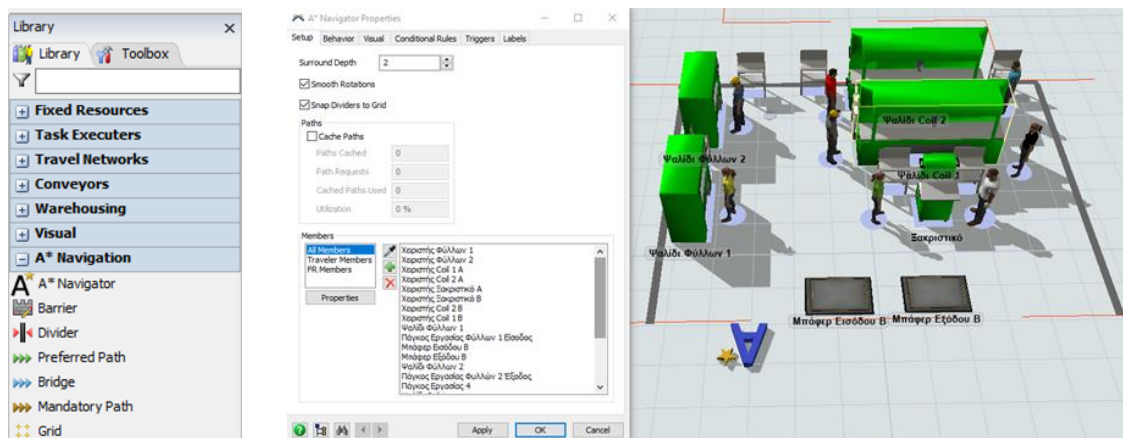 Library
Library
Toolbox
Fixed Resources
Task Executers
Travel Networks
Conveyors
Warehousing
Visual
A* Navigation
A* Navigator
Barrier
Divider
Preferred Path
Bridge
Mandatory Path
Grid
A* Navigator Properties
Setup Behavior Visual Conditional Rules Triggers Labels
Surround Depth 2
Smooth Rotations
Snap Dividers to Grid
Paths
Cache Paths
Paths Cached 0
Path Requests 0
Cached Paths Used 0
Utilization 0 %
Members
All Members
Traveler Members
FR Members
Properties
Χειριστής Φύλλων 1
Χειριστής Φύλλων 2
Χειριστής Coil 1 A
Χειριστής Coil 2 A
Χειριστής Ξακριστικό A
Χειριστής Ξακριστικό B
Χειριστής Coil 2 B
Χειριστής Coil 1 B
Ψαλίδι Φύλλων 1
Πάγκος Εργασίας Φύλλων 1 Είσοδος
Μπάφερ Εισόδου B
Μπάφερ Εξόδου B
Ψαλίδι Φύλλων 2
Πάγκος Εργασίας Φυλλών 2 Έξοδος
Πάγκος Εργασίας 4
Apply OK Cancel
Ψαλίδι Coil 2
Ψαλίδι Φύλλων 2
Ψαλίδι Coil 1
Ξακριστικό
Ψαλίδι Φύλλων 1
Μπάφερ Εισόδου B
Μπάφερ Εξόδου B
A